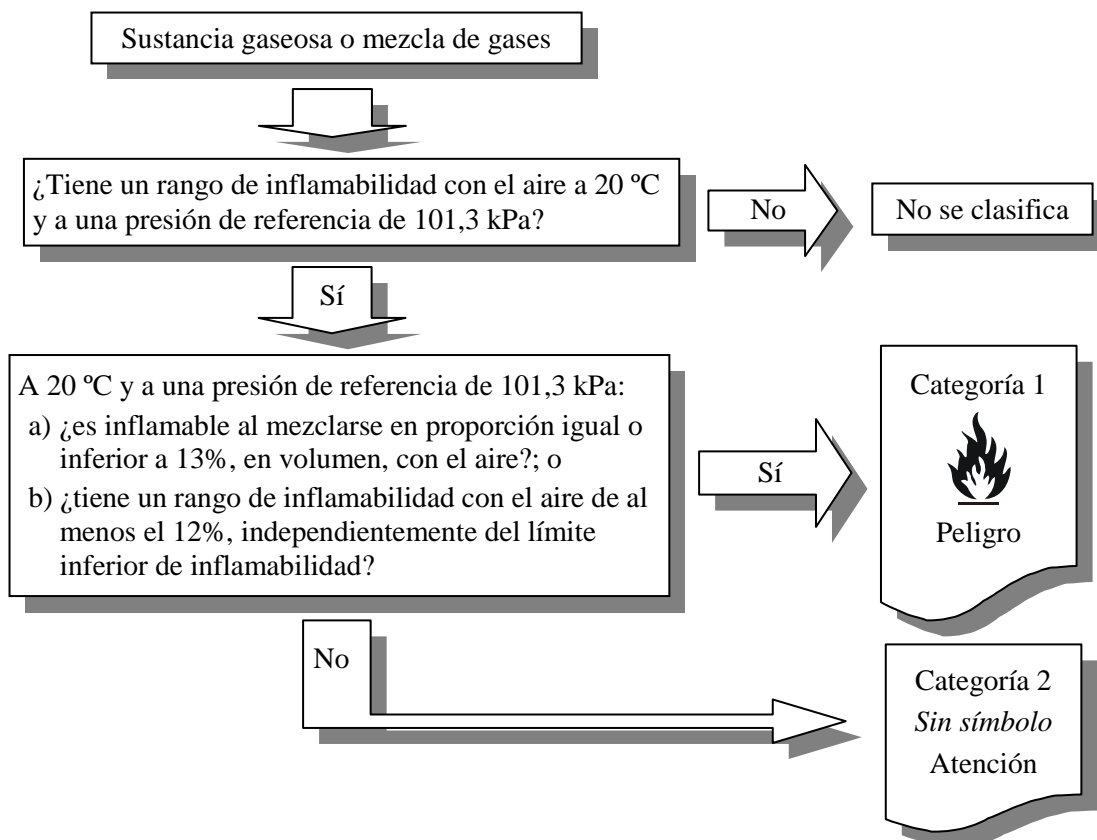 Sustancia gaseosa o mezcla de gases
¿Tiene un rango de inflamabilidad con el aire a 20 ºC
y a una presión de referencia de 101,3 kPa?
No
No se clasifica
Sí
A 20 ºC y a una presión de referencia de 101,3 kPa:
a) ¿es inflamable al mezclarse en proporción igual o
inferior a 13%, en volumen, con el aire?; o
b) ¿tiene un rango de inflamabilidad con el aire de al
menos el 12%, independientemente del límite
inferior de inflamabilidad?
Sí
Categoría 1
Peligro
No
Categoría 2
Sin símbolo
Atención